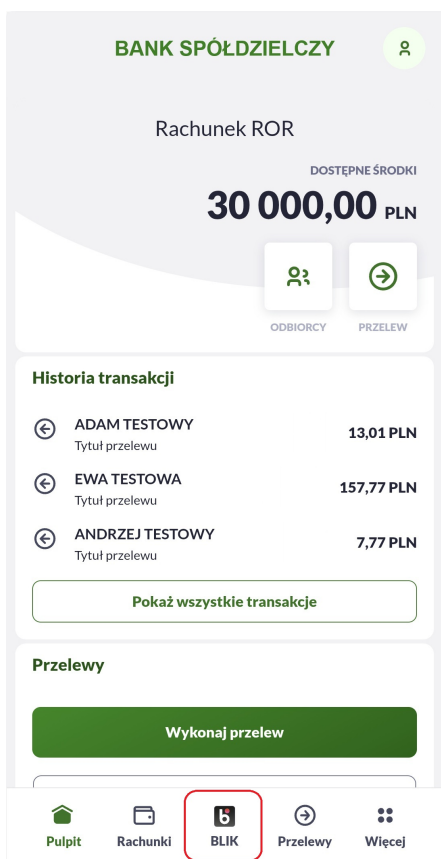 BANK SPÓŁDZIELCZY
Rachunek ROR
DOSTĘPNE ŚRODKI
30 000,00 PLN
ODBIORCY PRZELEW
Historia transakcji
ADAM TESTOWY
13,01 PLN
Tytuł przelewu
EWA TESTOWA
157,77 PLN
Tytuł przelewu
ANDRZEJ TESTOWY
7,77 PLN
Tytuł przelewu
Pokaż wszystkie transakcje
Przelewy
Wykonaj przelew
Pulpit Rachunki BLIK Przelewy Więcej